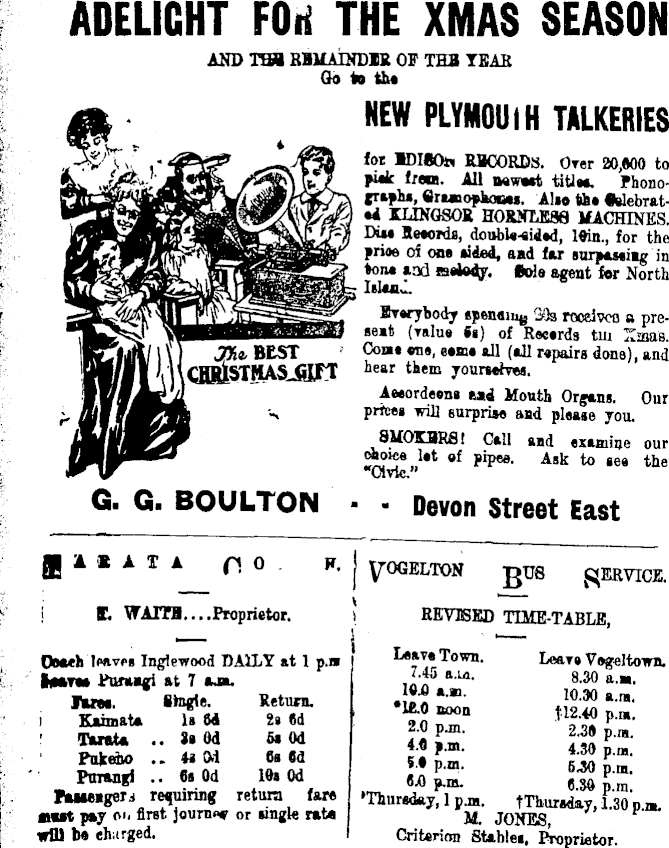 A DELIGHT FOR THE XMAS SEASON
AND THE REMAINDER OF THE YEAR
Go to the
NEW PLYMOUTH TALKERIES
for EDISON RECORDS. Over 20,000 to
pick from. All newest titles. Phono-
graphs, Gramophones. Also the Celebrat-
ed KLINGSOR HORNLESS MACHINES.
Disc Records, double-sided, 10in., for the
price of one sided, and far surpassing in
tone and melody. Sole agent for North
Island.
Everybody spending receives a pre-
sent (value 5s) of Records till Xmas.
Come one, come all (all repairs done), and
hear them yourselves.
Accordeons and Mouth Organs. Our
prices will surprise and please you.
SMOKERS! Call and examine our
choice lot of pipes. Ask to see the
"Civic."
The BEST
CHRISTMAS GIFT
G. G. BOULTON - - Devon Street East
TARATA CO H.
WAITE....Proprietor.
Coach leaves Inglewood DAILY at 1 p.m
Leaves Purangi at 7 a.m.
Fares. Single. Return.
Kaimata 1s 6d 2s 6d
Tarata .. 3s 0d 5s 0d
Pukeho .. 4s 0d 6s 6d
Purangi .. 6s 0d 10s 0d
Passengers requiring return fare
must pay on first journey or single rate
will be charged.
VOGELTON BUS SERVICE.
REVISED TIME-TABLE,
Leave Town. Leave Vogeltown.
7.45 a.m. 8.30 a.m.
10.0 a.m. 10.30 a.m.
*12.0 noon †12.40 p.m.
2.0 p.m. 2.30 p.m.
4.0 p.m. 4.30 p.m.
5.0 p.m. 5.30 p.m.
6.0 p.m. 6.30 p.m.
*Thursday, 1 p.m. †Thursday, 1.30 p.m.
M. JONES,
Criterion Stables, Proprietor.